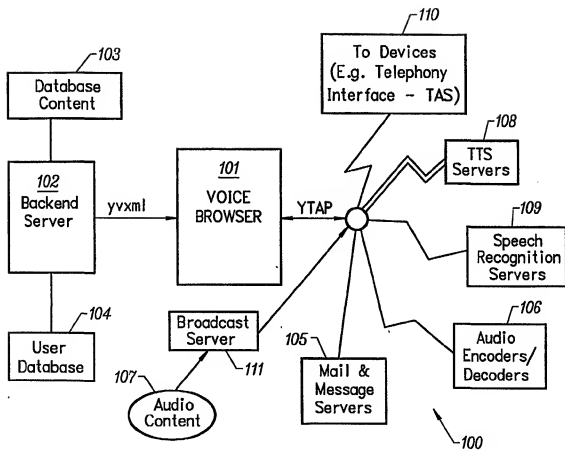 110
To Devices
(E.g. Telephony
Interface - TAS)
103
Database
Content
108
TTS
Servers
102
Backend
Server
yvxml
101
VOICE
BROWSER
YTAP
109
Speech
Recognition
Servers
104
User
Database
Broadcast
Server
111
107
Audio
Content
105
Mail &
Message
Servers
106
Audio
Encoders/
Decoders
100